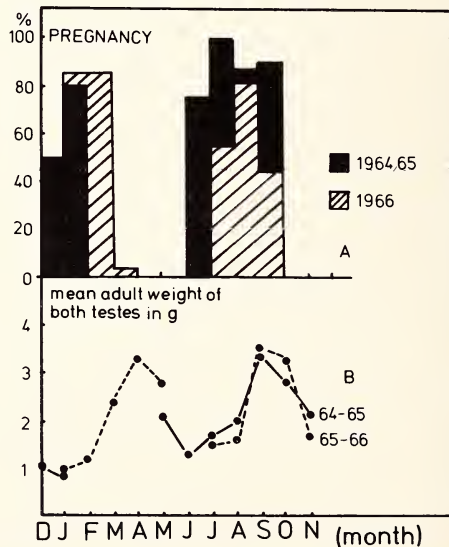 %
PREGNANCY
100
80
60
40
20
0
1964,65
1966
A
mean adult weight of
both testes in g
4
3
2
1
B
64-65
65-66
D J F M A M J J A S O N (month)